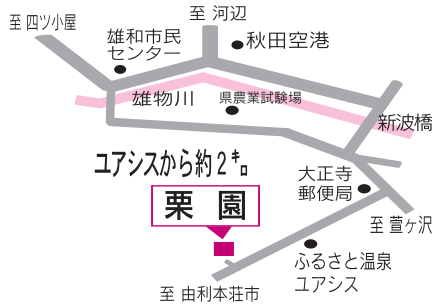 至 河辺
至 四ツ小屋
雄和市民
センター
秋田空港
雄物川
県農業試験場
新波橋
ユアシスから約2㌔
大正寺
郵便局
栗 園
至 萱ヶ沢
ふるさと温泉
ユアシス
至 由利本荘市